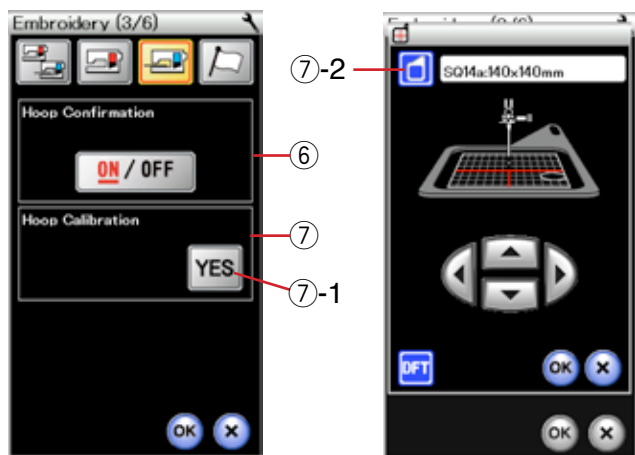 Embroidery (3/6)
Hoop Confirmation
ON / OFF
Hoop Calibration
YES
OK
⑥
⑦
⑦-1
⑦-2
SQ14a:140x140mm
DFT
OK
OK